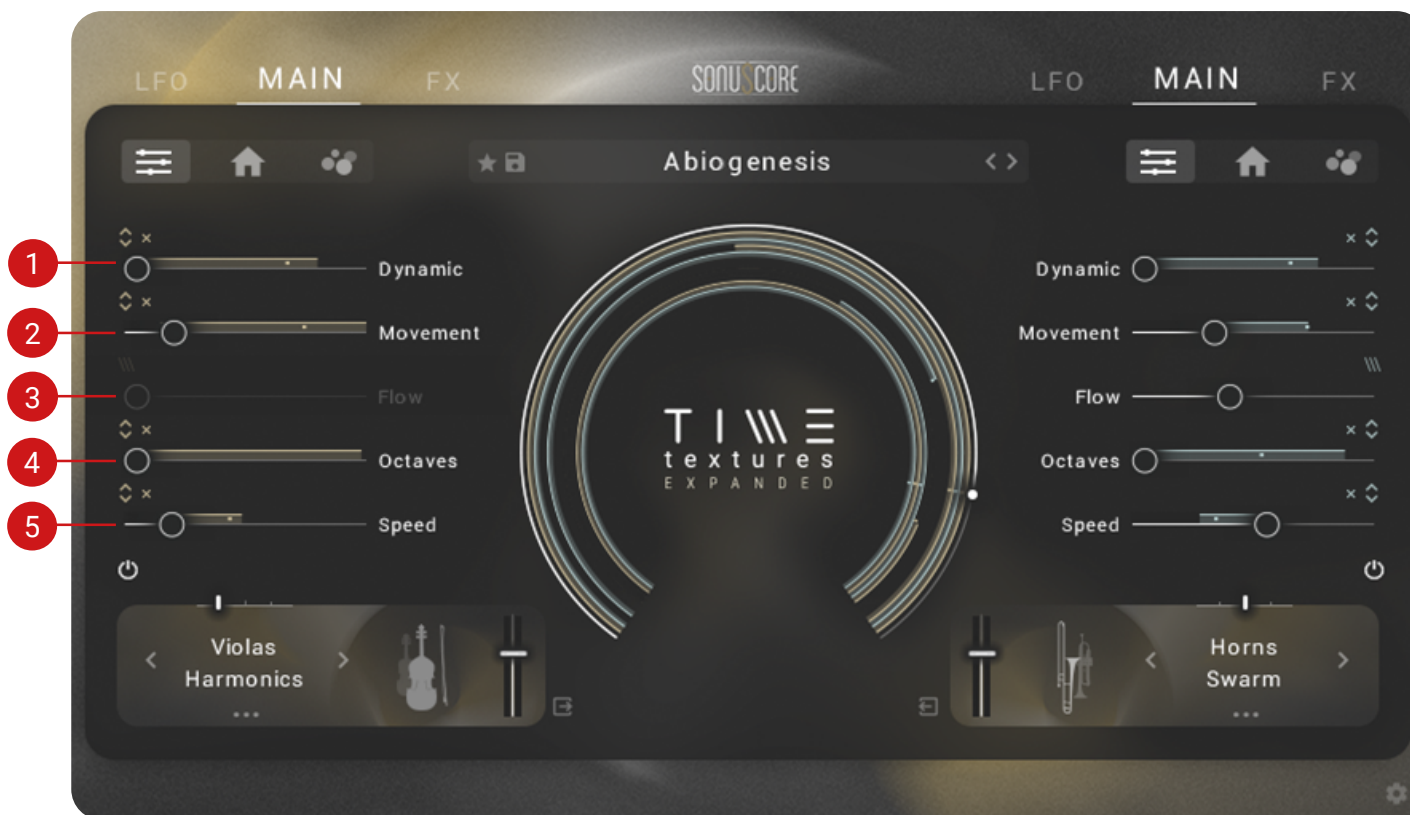 LFO MAIN FX SONUSCORE LFO MAIN FX
Abiogenesis
1 Dynamic Dynamic
2 Movement Movement
3 Flow Flow
4 Octaves Octaves
5 Speed Speed
TIME
textures
EXPANDED
Violas
Harmonics
Horns
Swarm